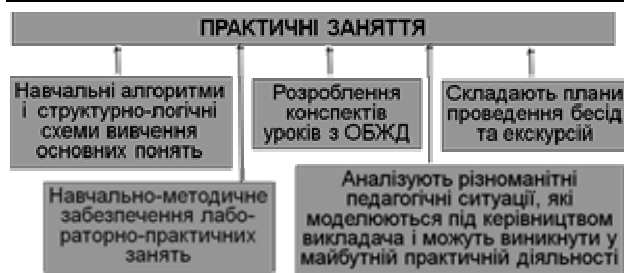 ПРАКТИЧНІ ЗАНЯТТЯ
Навчальні алгоритми
і структурно-логічні
схеми вивчення
основних понять
Розроблення
конспектів
уроків з ОБЖД
Складають плани
проведення бесід
та екскурсій
Навчально-методичне
забезпечення лабо-
раторно-практичних
занять
Аналізують різноманітні
педагогічні ситуації, які
моделюються під керівництвом
викладача і можуть виникнути у
майбутній практичній діяльності